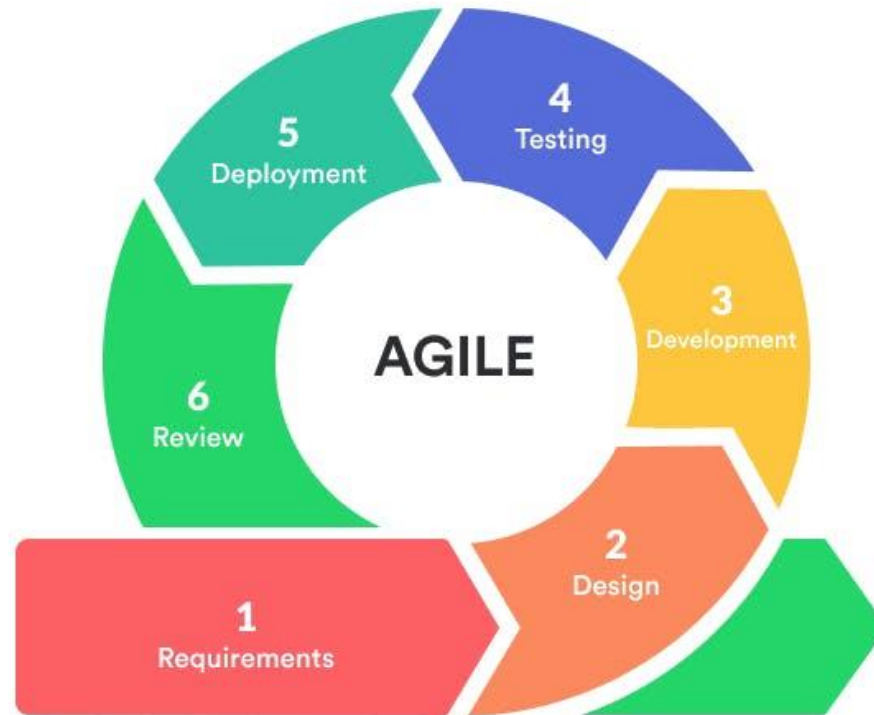 AGILE
1
Requirements
2
Design
3
Development
4
Testing
5
Deployment
6
Review